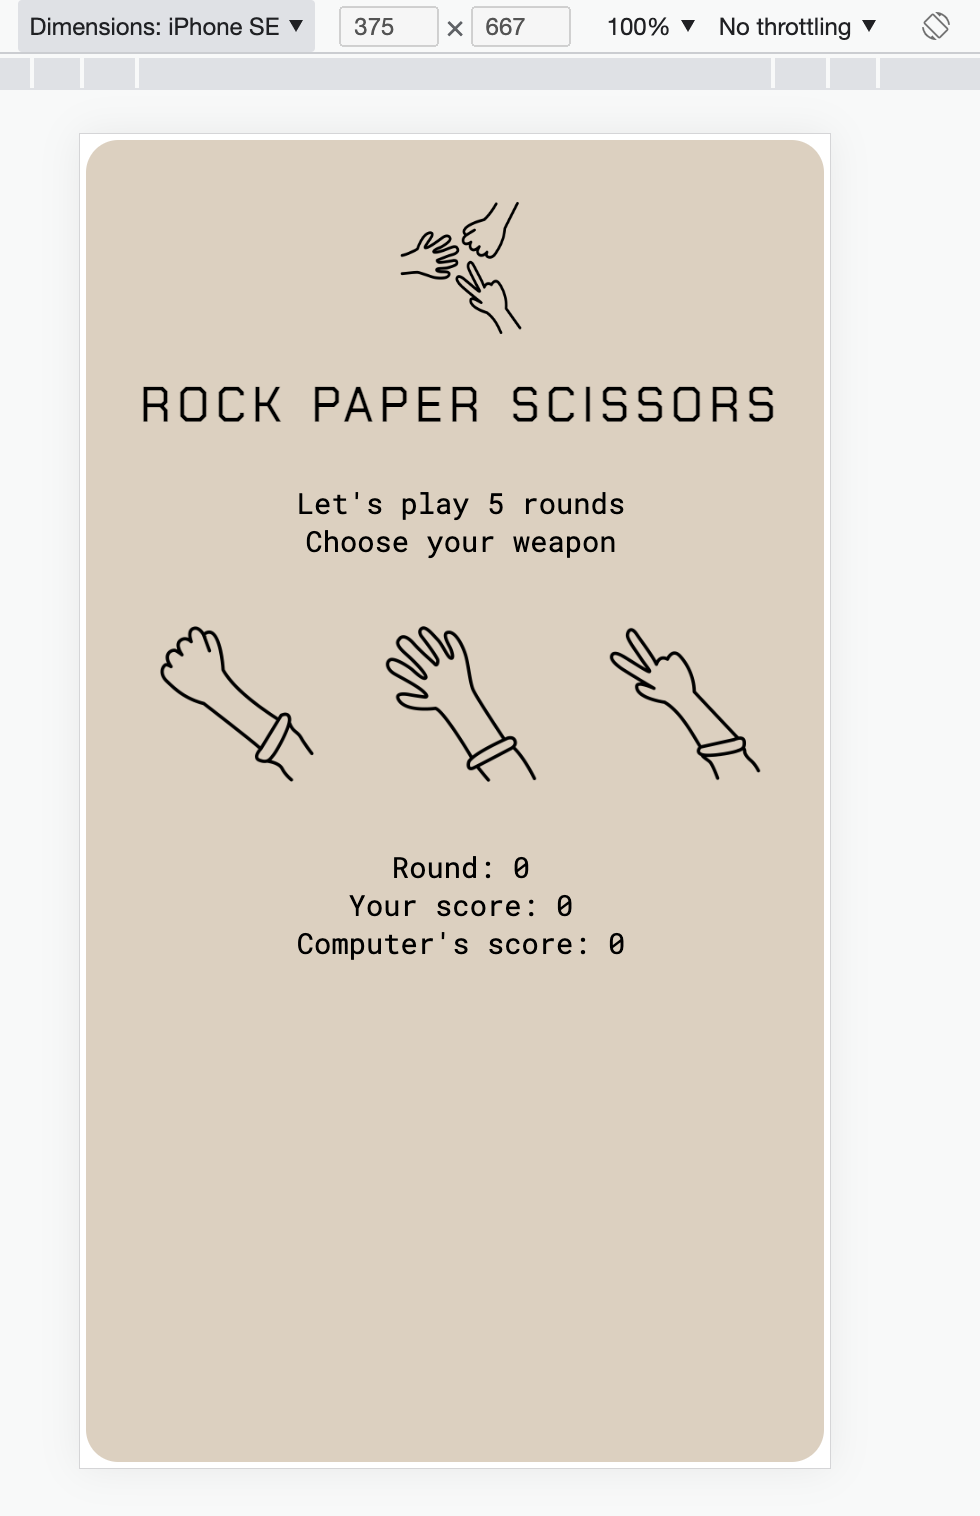 Dimensions: iPhone SE ▼ 375 × 667 100% ▼ No throttling ▼
ROCK PAPER SCISSORS
Let's play 5 rounds
Choose your weapon
Round: 0
Your score: 0
Computer's score: 0